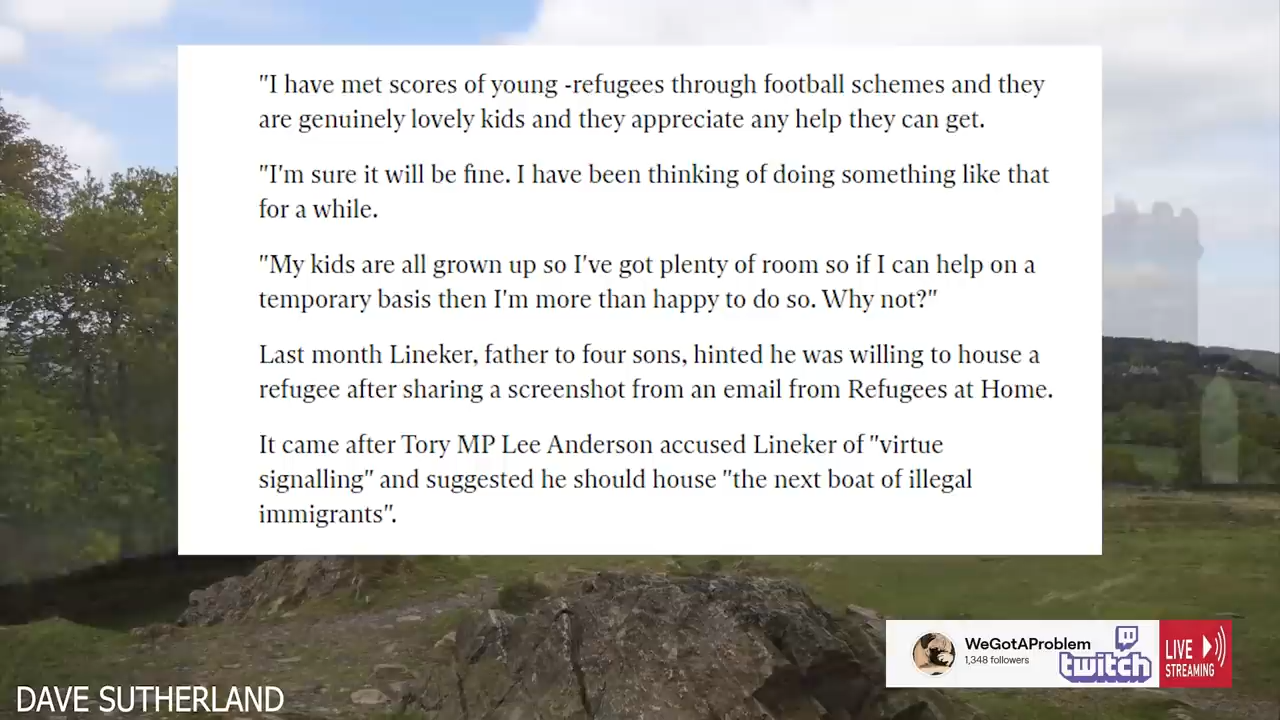 "I have met scores of young -refugees through football schemes and they
are genuinely lovely kids and they appreciate any help they can get.
"I'm sure it will be fine. I have been thinking of doing something like that
for a while.
"My kids are all grown up so I've got plenty of room so if I can help on a
temporary basis then I'm more than happy to do so. Why not?"
Last month Lineker, father to four sons, hinted he was willing to house a
refugee after sharing a screenshot from an email from Refugees at Home.
It came after Tory MP Lee Anderson accused Lineker of "virtue
signalling" and suggested he should house "the next boat of illegal
immigrants".
WeGotAProblem
1,348 followers
twitch
LIVE
STREAMING
DAVE SUTHERLAND